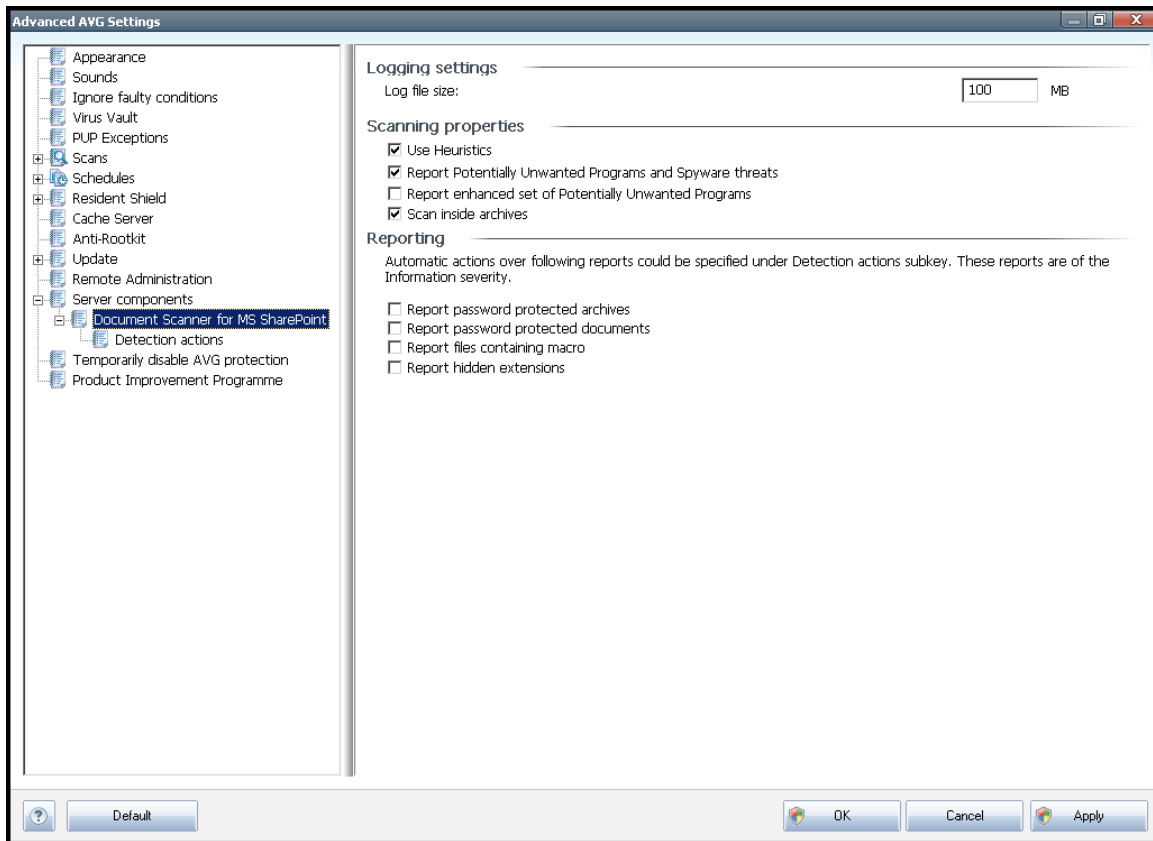 Advanced AVG Settings
Appearance
Sounds
Ignore faulty conditions
Virus Vault
PUP Exceptions
Scans
Schedules
Resident Shield
Cache Server
Anti-Rootkit
Update
Remote Administration
Server components
Document Scanner for MS SharePoint
Detection actions
Temporarily disable AVG protection
Product Improvement Programme
Logging settings
Log file size: 100 MB
Scanning properties
Use Heuristics
Report Potentially Unwanted Programs and Spyware threats
Report enhanced set of Potentially Unwanted Programs
Scan inside archives
Reporting
Automatic actions over following reports could be specified under Detection actions subkey. These reports are of the
Information severity.
Report password protected archives
Report password protected documents
Report files containing macro
Report hidden extensions
? Default OK Cancel Apply